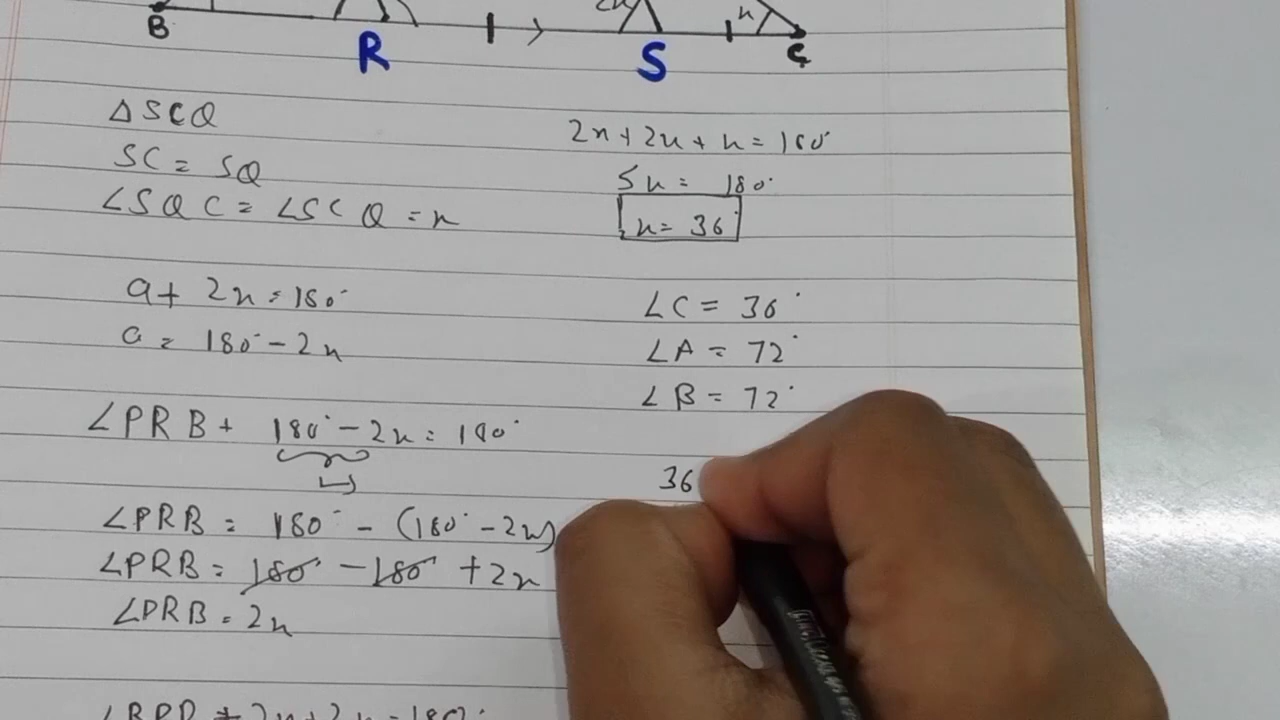 B R S C
2x x
ΔSCQ
SC = SQ
∠SQC = ∠SCQ = x
a + 2x = 180°
a = 180° - 2x
∠PRB + 180° - 2x = 180°
∠PRB = 180° - (180° - 2x)
∠PRB = 180° - 180° + 2x
∠PRB = 2x
2x + 2x + x = 180°
5x = 180°
x = 36°
∠C = 36°
∠A = 72°
∠B = 72°
36